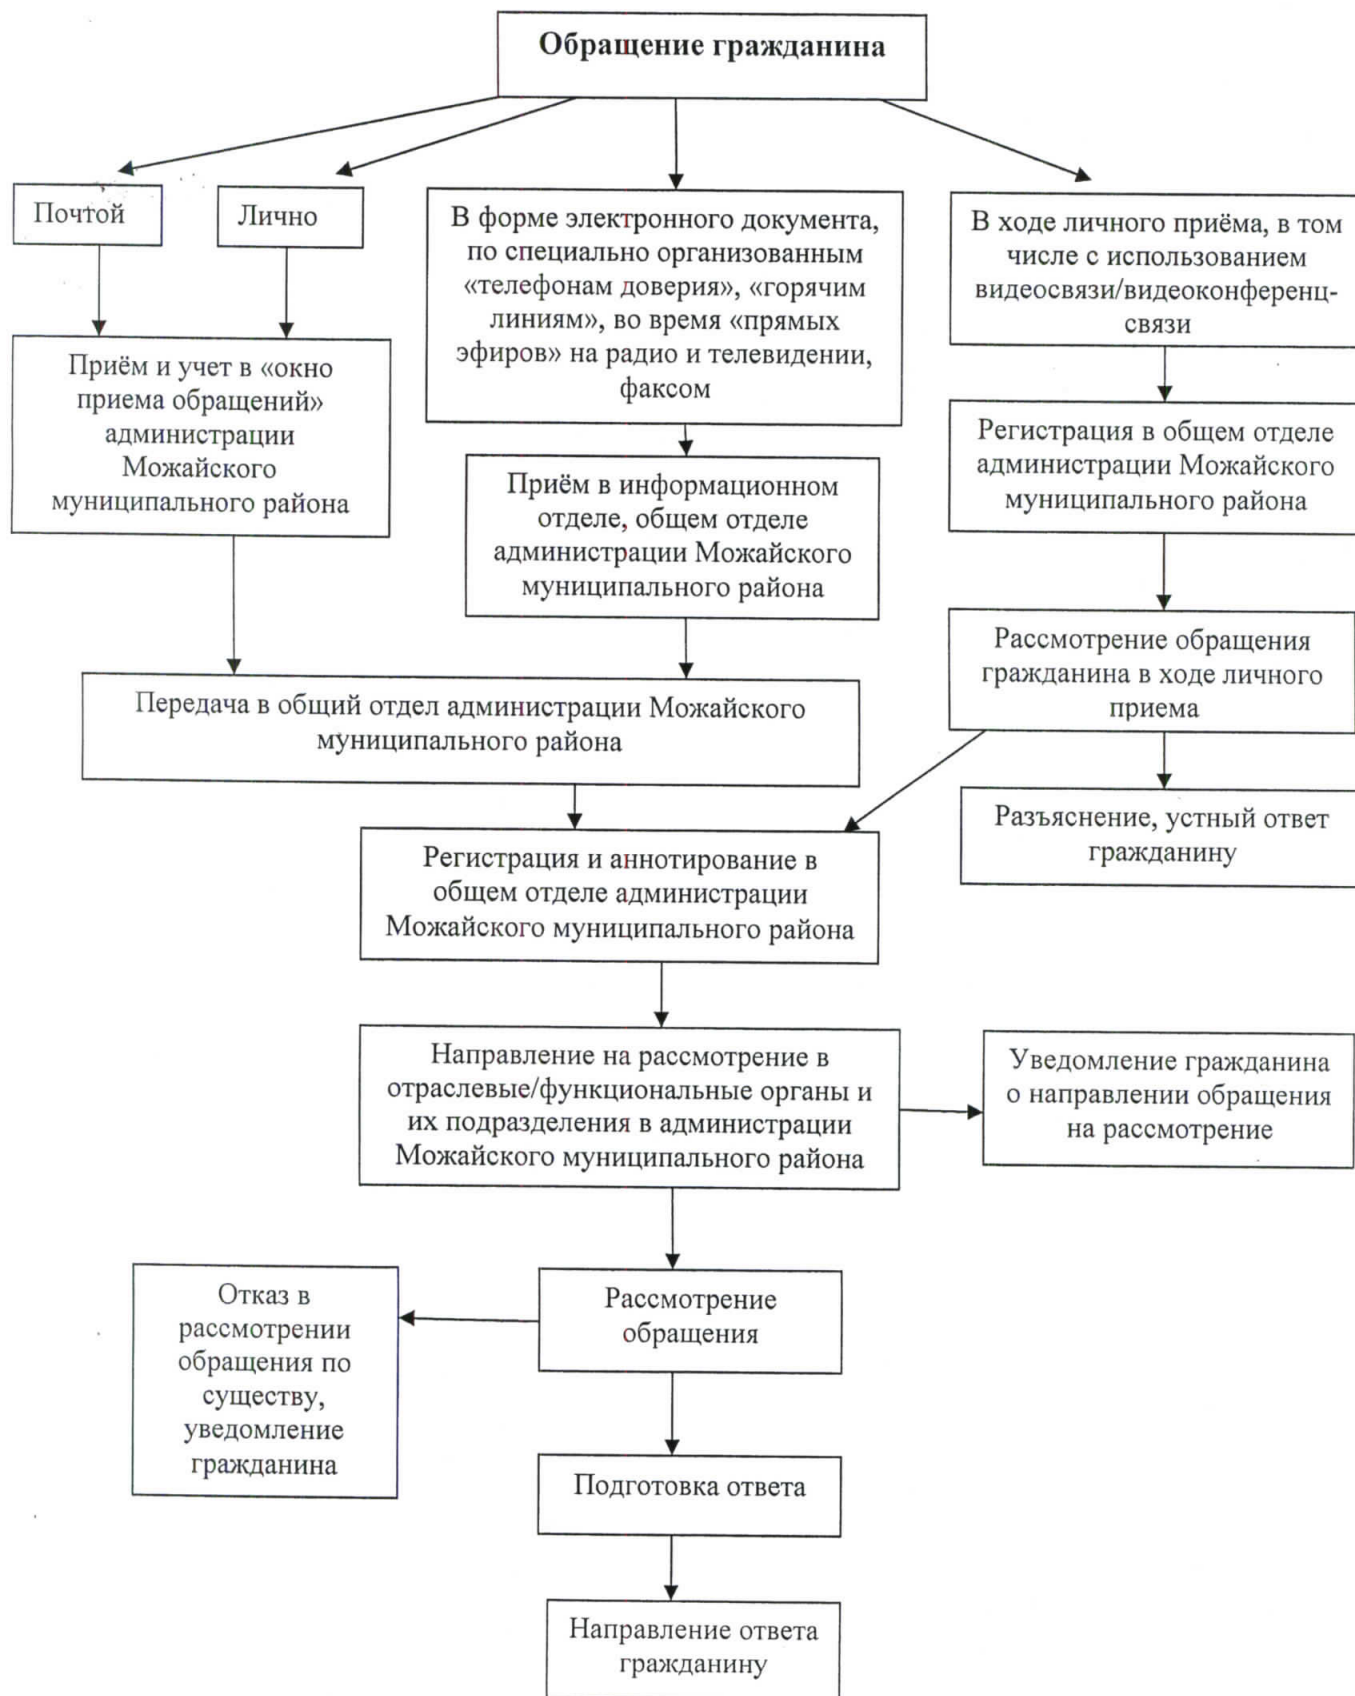 Обращение гражданина
Почтой
Лично
В форме электронного документа,
по специально организованным
«телефонам доверия», «горячим
линиям», во время «прямых
эфиров» на радио и телевидении,
факсом
В ходе личного приёма, в том
числе с использованием
видеосвязи/видеоконференц-
связи
Приём и учет в «окно
приема обращений»
администрации
Можайского
муниципального района
Приём в информационном
отделе, общем отделе
администрации Можайского
муниципального района
Регистрация в общем отделе
администрации Можайского
муниципального района
Рассмотрение обращения
гражданина в ходе личного
приема
Передача в общий отдел администрации Можайского
муниципального района
Разъяснение, устный ответ
гражданину
Регистрация и аннотирование в
общем отделе администрации
Можайского муниципального района
Направление на рассмотрение в
отраслевые/функциональные органы и
их подразделения в администрации
Можайского муниципального района
Уведомление гражданина
о направлении обращения
на рассмотрение
Отказ в
рассмотрении
обращения по
существу,
уведомление
гражданина
Рассмотрение
обращения
Подготовка ответа
Направление ответа
гражданину